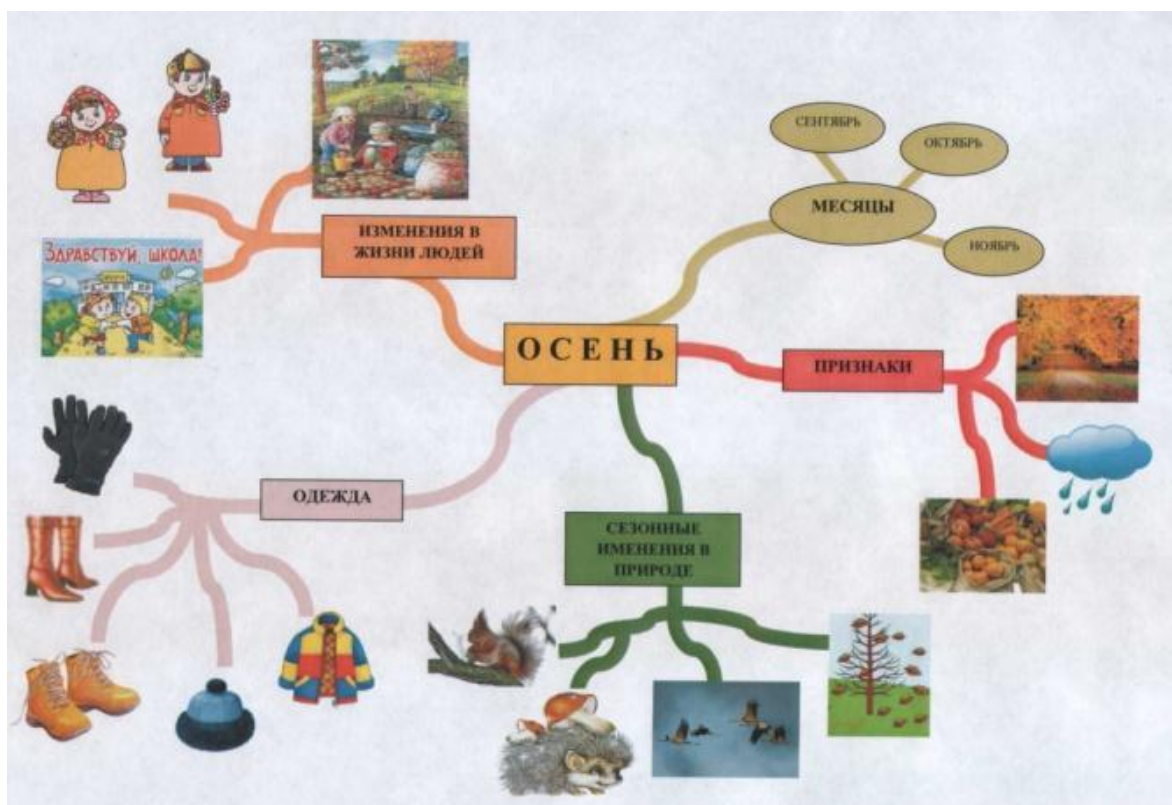 ЗДРАВСТВУЙ, ШКОЛА!
ИЗМЕНЕНИЯ В
ЖИЗНИ ЛЮДЕЙ
СЕНТЯБРЬ
ОКТЯБРЬ
МЕСЯЦЫ
НОЯБРЬ
ОСЕНЬ
ПРИЗНАКИ
ОДЕЖДА
СЕЗОННЫЕ
ИМЕНЕНИЯ В
ПРИРОДЕ